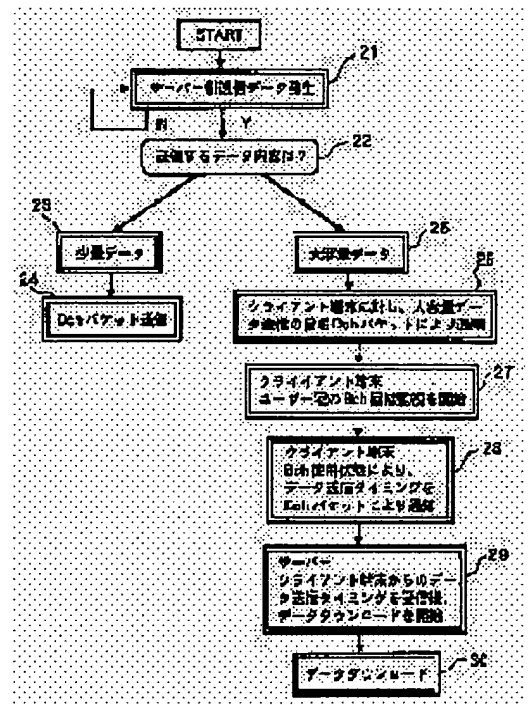 START
21
サーバー側送信データ発生
N
Y
22
送信するデータ内容は?
23
少量データ
24
Dchパケット送信
25
大容量データ
26
クライアント端末に対し、大容量デー
タ送信の旨をDchパケットにより通知
27
クライアント端末
ユーザー宅のBch回線監視を開始
28
クライアント端末
Bch使用状態により、
データ送信タイミングを
Dchパケットにより通知
29
サーバー
クライアント端末からのデー
タ送信タイミングを受信後
データダウンロードを開始
30
データダウンロード